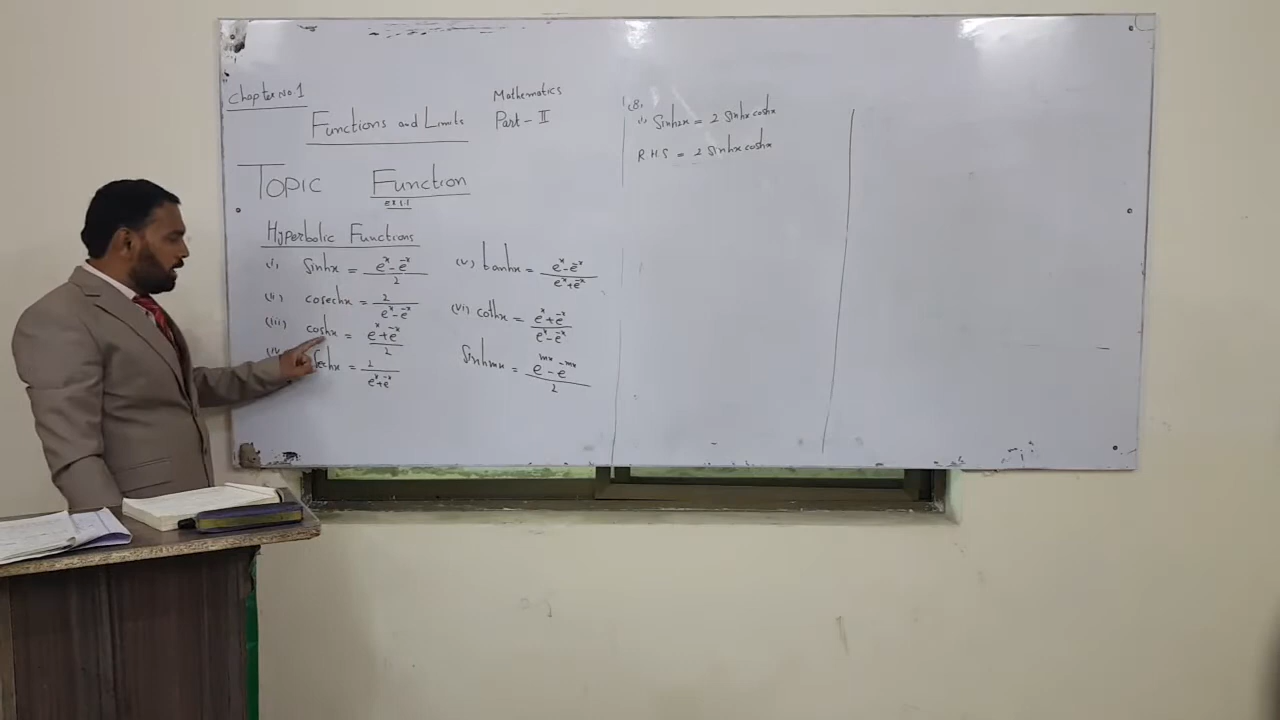 Chapter No. 1
Mathematics
Functions and Limits
Part - II
TOPIC Function
EX 1.1
Hyperbolic Functions
(i) Sinhx = (e^x - e^-x)/2
(ii) cosechx = 2/(e^x - e^-x)
(iii) coshx = (e^x + e^-x)/2
(iv) Sechx = 2/(e^x + e^-x)
(v) tanhx = (e^x - e^-x)/(e^x + e^-x)
(vi) cothx = (e^x + e^-x)/(e^x - e^-x)
Sinhmx = (e^mx - e^-mx)/2
8.
(i) Sinh2x = 2 Sinhx coshx
R.H.S = 2 Sinhx coshx